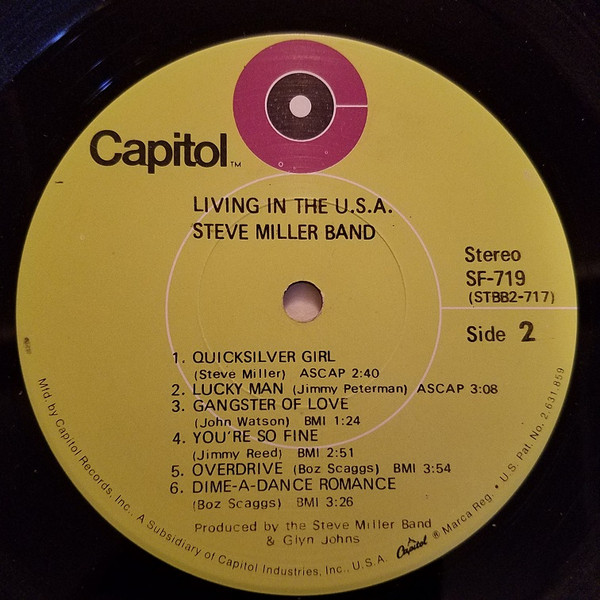 Capitol™
LIVING IN THE U.S.A.
STEVE MILLER BAND
Stereo
SF-719
(STBB2-717)
Side 2
1. QUICKSILVER GIRL
(Steve Miller) ASCAP 2:40
2. LUCKY MAN (Jimmy Peterman) ASCAP 3:08
3. GANGSTER OF LOVE
(John Watson) BMI 1:24
4. YOU'RE SO FINE
(Jimmy Reed) BMI 2:51
5. OVERDRIVE (Boz Scaggs) BMI 3:54
6. DIME-A-DANCE ROMANCE
(Boz Scaggs) BMI 3:26
Produced by the Steve Miller Band
& Glyn Johns
Mfd. by Capitol Records, Inc., A Subsidiary of Capitol Industries, Inc., U.S.A. Capitol ® Marca Reg. • U.S. Pat. No. 2,631,859